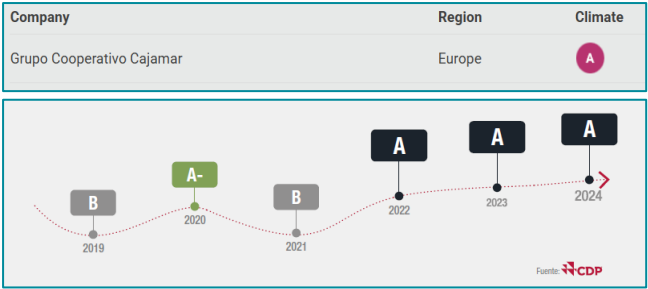 Company Region Climate
Grupo Cooperativo Cajamar Europe A
A A A
A-
B B
2019 2020 2021 2022 2023 2024
Fuente: CDP